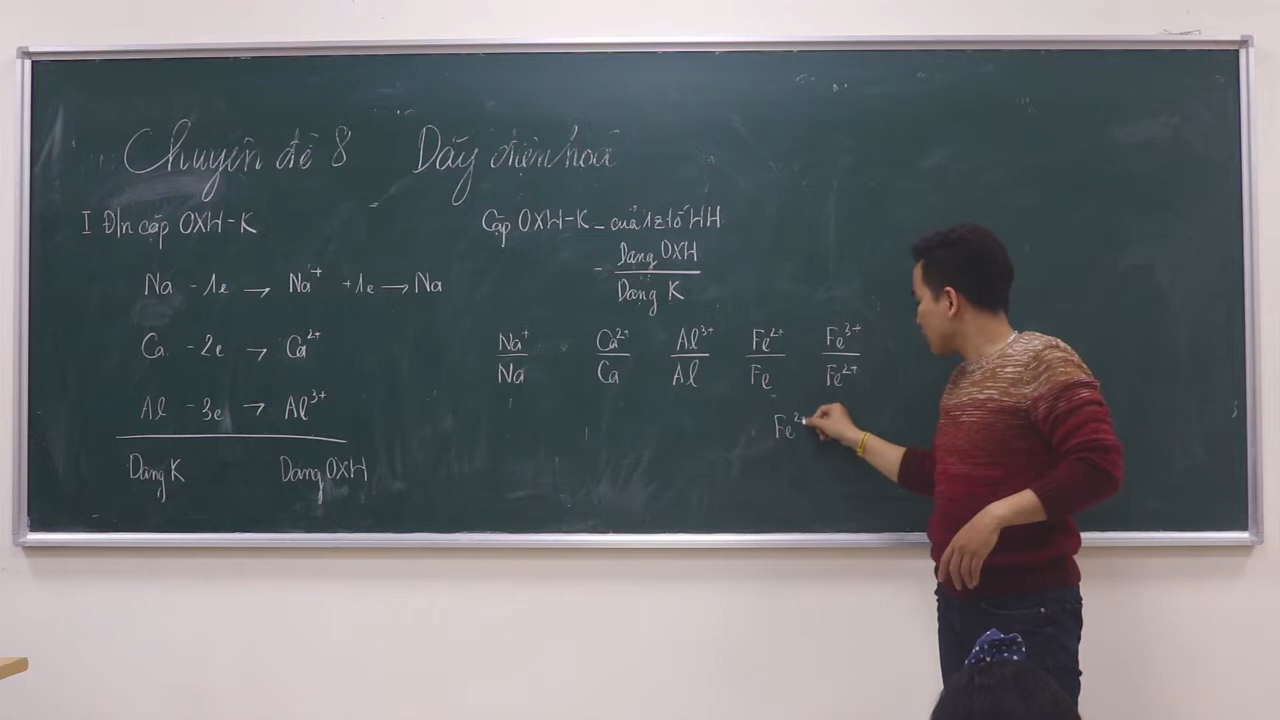 Chuyên đề 8 Dãy điện hoá
I Đ/n cặp OXH-K
Na -1e → Na⁺ +1e → Na
Ca -2e → Ca²⁺
Al -3e → Al³⁺
Dạng K Dạng OXH
Cặp OXH-K - của 1 ztố HH
- Dạng OXH
Dạng K
Na⁺ Ca²⁺ Al³⁺ Fe²⁺ Fe³⁺
Na Ca Al Fe Fe²⁺
Fe²⁺